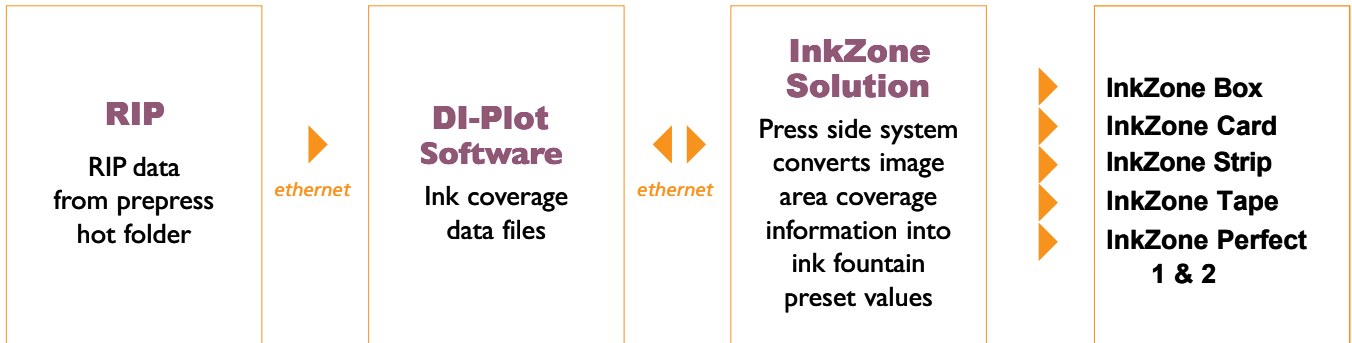 RIP
RIP data
from prepress
hot folder
ethernet
DI-Plot
Software
Ink coverage
data files
ethernet
InkZone
Solution
Press side system
converts image
area coverage
information into
ink fountain
preset values
InkZone Box
InkZone Card
InkZone Strip
InkZone Tape
InkZone Perfect
1 & 2